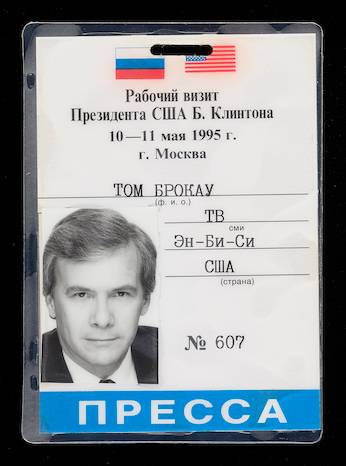 Рабочий визит
Президента США Б. Клинтона
10—11 мая 1995 г.
г. Москва
ТОМ БРОКАУ
(ф. и. о.)
ТВ
сми
Эн-Би-Си
США
(страна)
№ 607
ПРЕССА